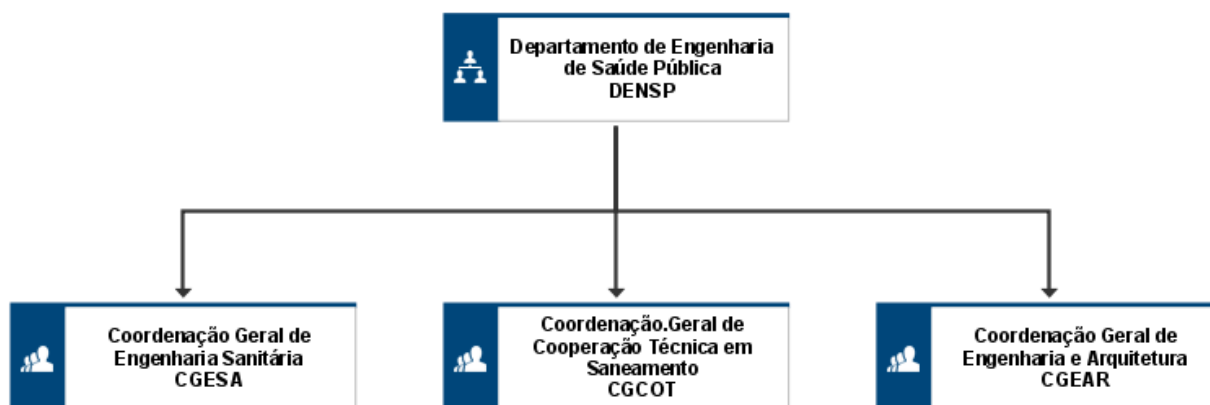 Departamento de Engenharia
de Saúde Pública
DENSP
Coordenação Geral de
Engenharia Sanitária
CGESA
Coordenação.Geral de
Cooperação Técnica em
Saneamento
CGCOT
Coordenação Geral de
Engenharia e Arquitetura
CGEAR